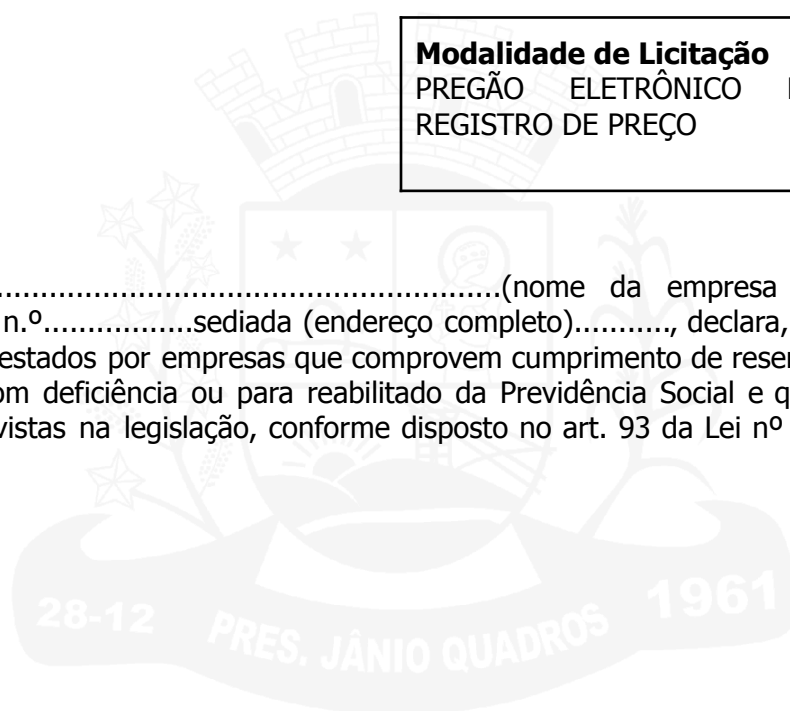 Modalidade de Licitação
PREGÃO ELETRÔNICO
REGISTRO DE PREÇO
(nome da empresa
n.º.................sediada (endereço completo)..........., declara,
estados por empresas que comprovem cumprimento de reser
om deficiência ou para reabilitado da Previdência Social e q
vistas na legislação, conforme disposto no art. 93 da Lei nº
28-12 PRES. JÂNIO QUADROS 1961